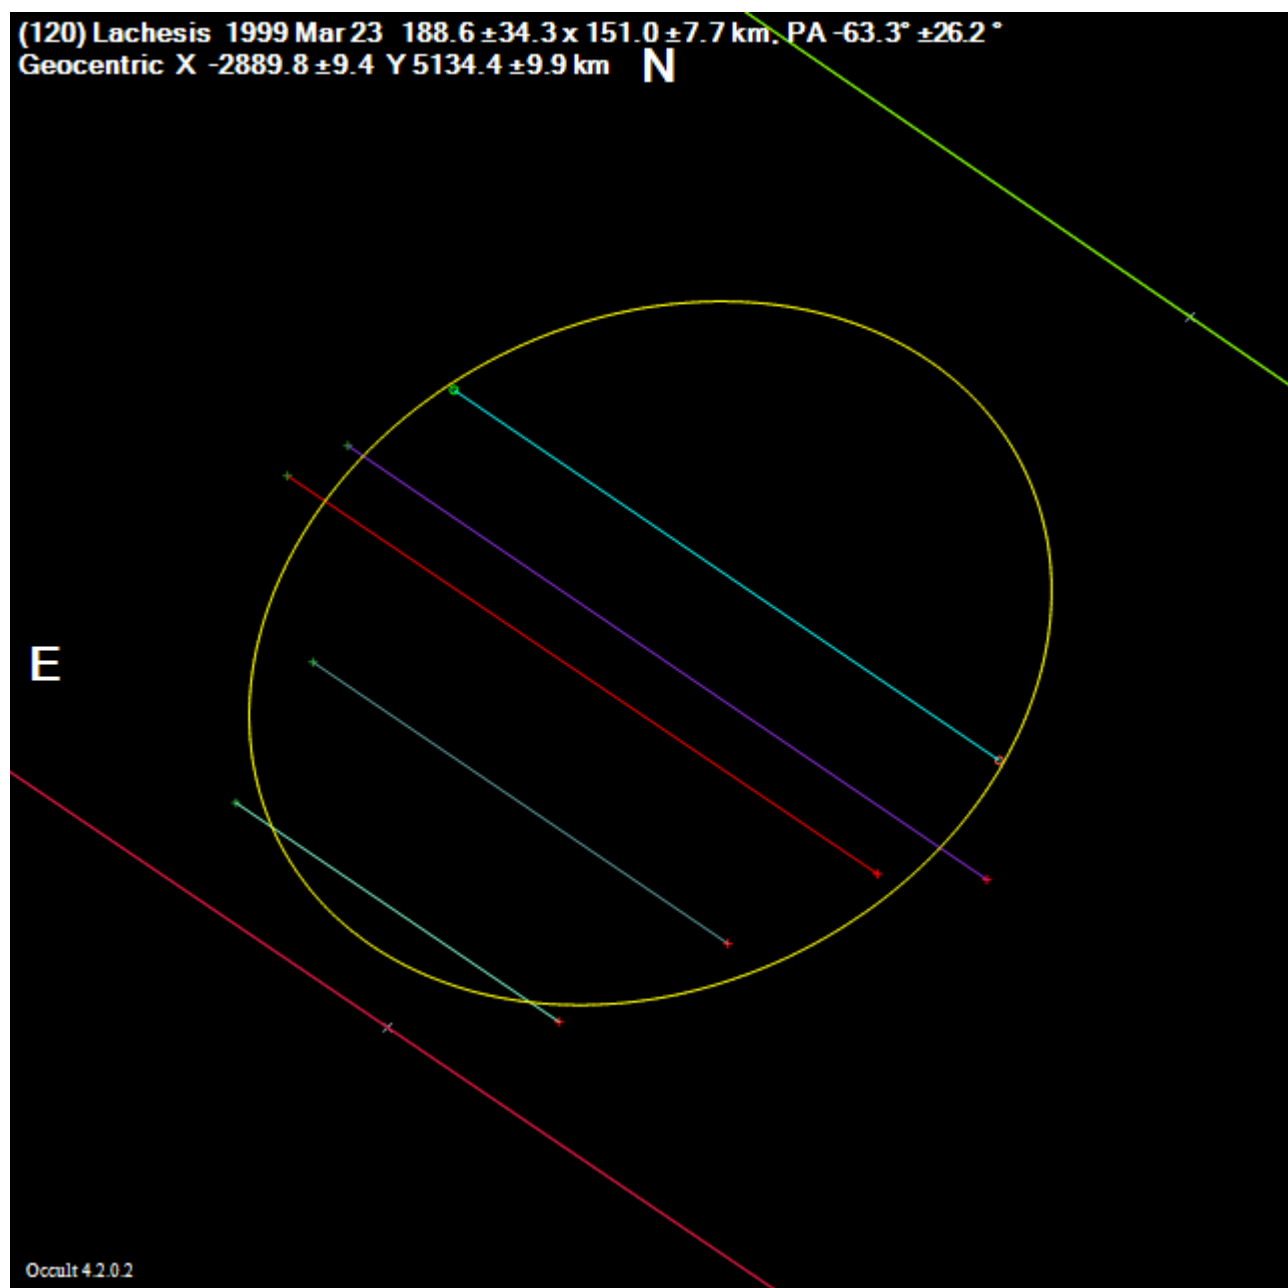 (120) Lachesis 1999 Mar 23 188.6 ±34.3 x 151.0 ±7.7 km, PA -63.3° ±26.2 °
Geocentric X -2889.8 ±9.4 Y 5134.4 ±9.9 km
N
E
Occult 4.2.0.2